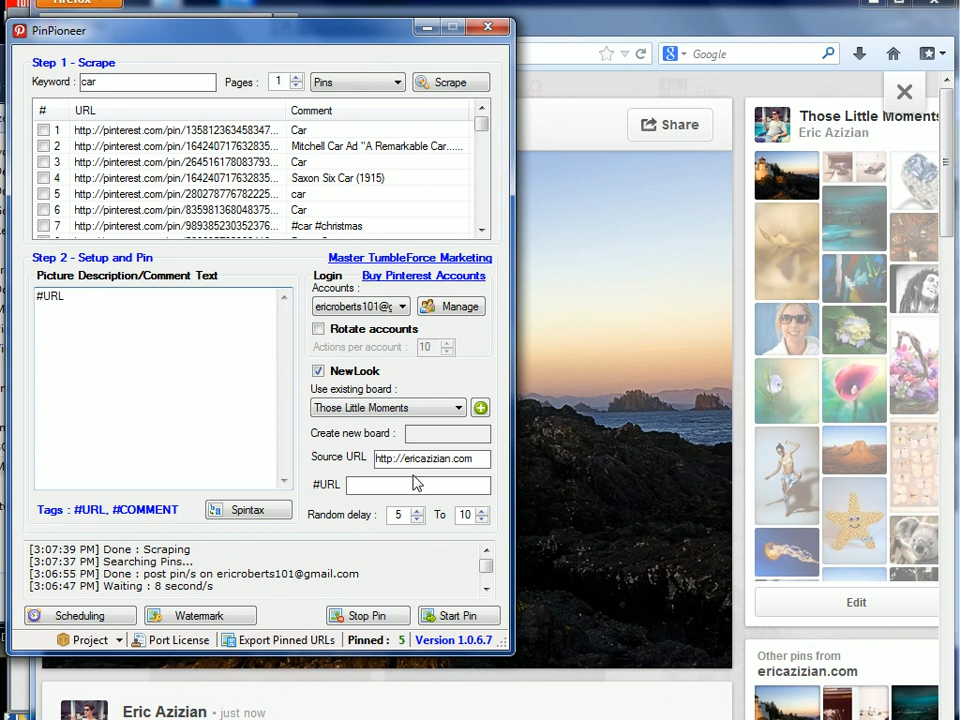 Firefox
PinPioneer
Google
Step 1 - Scrape
Keyword : car Pages : 1 Pins Scrape
# URL Comment
1 http://pinterest.com/pin/135812363458347... Car
2 http://pinterest.com/pin/164240717632835... Mitchell Car Ad "A Remarkable Car......
3 http://pinterest.com/pin/264516178083793... Car
4 http://pinterest.com/pin/164240717632835... Saxon Six Car (1915)
5 http://pinterest.com/pin/280278776782225... car
6 http://pinterest.com/pin/835981368048375... Car
7 http://pinterest.com/pin/989385230352376... #car #christmas
Step 2 - Setup and Pin
Master TumbleForce Marketing
Picture Description/Comment Text
Login Buy Pinterest Accounts
Accounts :
#URL
ericroberts101@g Manage
Rotate accounts
Actions per account : 10
NewLook
Use existing board :
Those Little Moments
Create new board :
Source URL http://ericazizian.com
#URL
Tags : #URL, #COMMENT Spintax
Random delay : 5 To 10
[3:07:39 PM] Done : Scraping
[3:07:37 PM] Searching Pins...
[3:06:55 PM] Done : post pin/s on ericroberts101@gmail.com
[3:06:47 PM] Waiting : 8 second/s
Scheduling Watermark Stop Pin Start Pin
Project Port License Export Pinned URLs Pinned : 5 Version 1.0.6.7
Share
Those Little Moments
Eric Azizian
Edit
Other pins from
ericazizian.com
Eric Azizian • just now